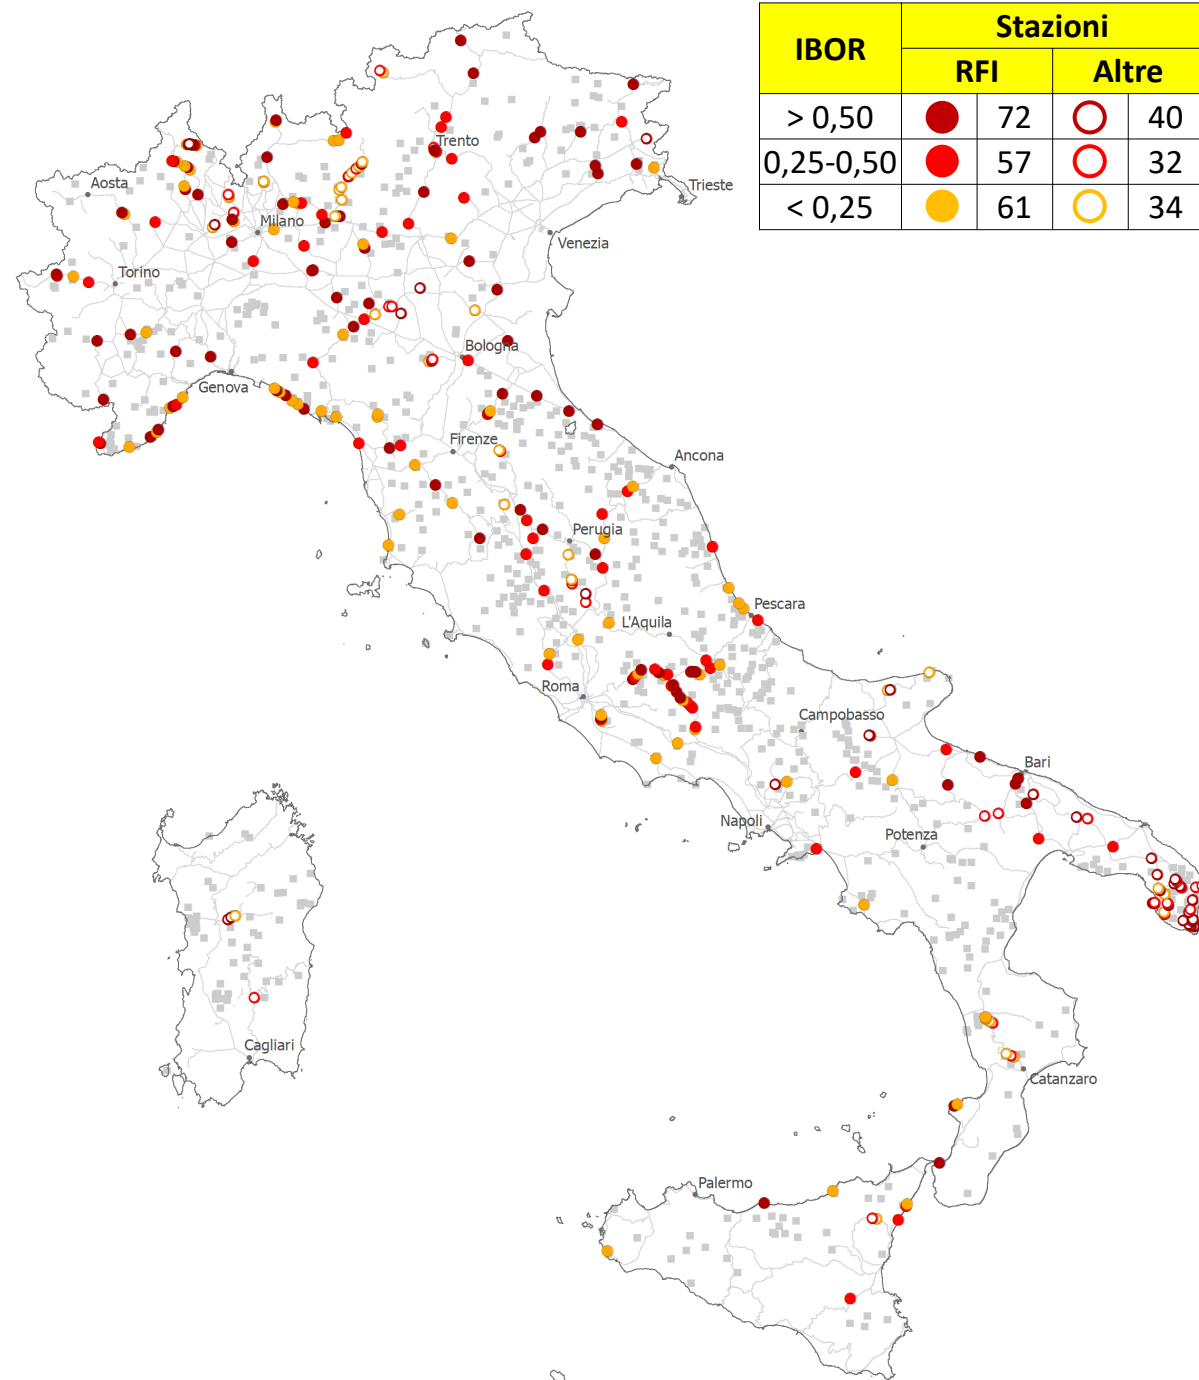 IBOR Stazioni
RFI Altre
> 0,50 72 40
0,25-0,50 57 32
< 0,25 61 34
Trento
Aosta
Trieste
Milano
Venezia
Torino
Bologna
Genova
Firenze
Ancona
Perugia
Pescara
L'Aquila
Roma
Campobasso
Bari
Napoli
Potenza
Cagliari
Catanzaro
Palermo